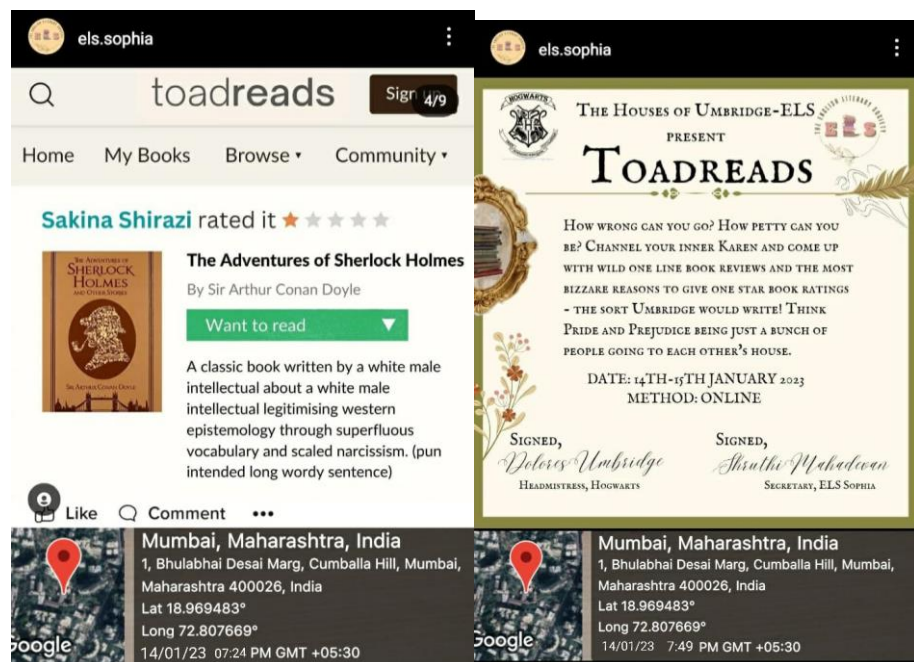 els.sophia
toadreads
Sign up
4/9
Home My Books Browse Community
Sakina Shirazi rated it
THE ADVENTURES OF
SHERLOCK
HOLMES
AND OTHER STORIES
SIR ARTHUR CONAN DOYLE
The Adventures of Sherlock Holmes
By Sir Arthur Conan Doyle
Want to read
A classic book written by a white male
intellectual about a white male
intellectual legitimising western
epistemology through superfluous
vocabulary and scaled narcissism. (pun
intended long wordy sentence)
Like Comment
Google
Mumbai, Maharashtra, India
1, Bhulabhai Desai Marg, Cumballa Hill, Mumbai,
Maharashtra 400026, India
Lat 18.969483°
Long 72.807669°
14/01/23 07:24 PM GMT +05:30
els.sophia
HOGWARTS
THE ENGLISH LITERARY SOCIETY
ELS
THE HOUSES OF UMBRIDGE-ELS
PRESENT
TOADREADS
HOW WRONG CAN YOU GO? HOW PETTY CAN YOU
BE? CHANNEL YOUR INNER KAREN AND COME UP
WITH WILD ONE LINE BOOK REVIEWS AND THE MOST
BIZZARE REASONS TO GIVE ONE STAR BOOK RATINGS
- THE SORT UMBRIDGE WOULD WRITE! THINK
PRIDE AND PREJUDICE BEING JUST A BUNCH OF
PEOPLE GOING TO EACH OTHER'S HOUSE.
DATE: 14TH-15TH JANUARY 2023
METHOD: ONLINE
SIGNED,
Dolores Umbridge
HEADMISTRESS, HOGWARTS
SIGNED,
Shruthi Mahadevan
SECRETARY, ELS SOPHIA
Google
Mumbai, Maharashtra, India
1, Bhulabhai Desai Marg, Cumballa Hill, Mumbai,
Maharashtra 400026, India
Lat 18.969483°
Long 72.807669°
14/01/23 7:49 PM GMT +05:30